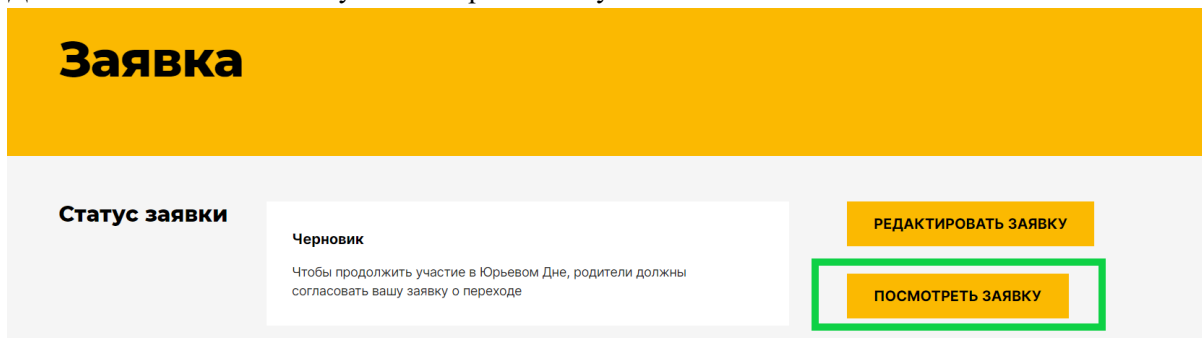 Заявка
Статус заявки
Черновик
Чтобы продолжить участие в Юрьевом Дне, родители должны
согласовать вашу заявку о переходе
РЕДАКТИРОВАТЬ ЗАЯВКУ
ПОСМОТРЕТЬ ЗАЯВКУ